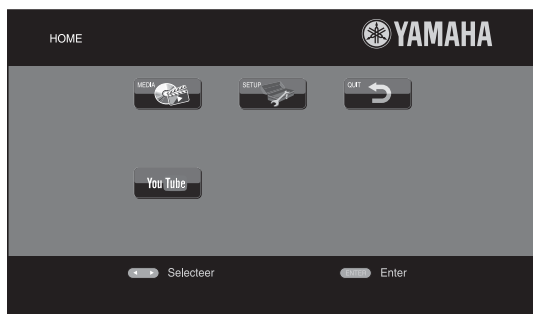 HOME
YAMAHA
MEDIA
SETUP
QUIT
You Tube
Selecteer
ENTER Enter